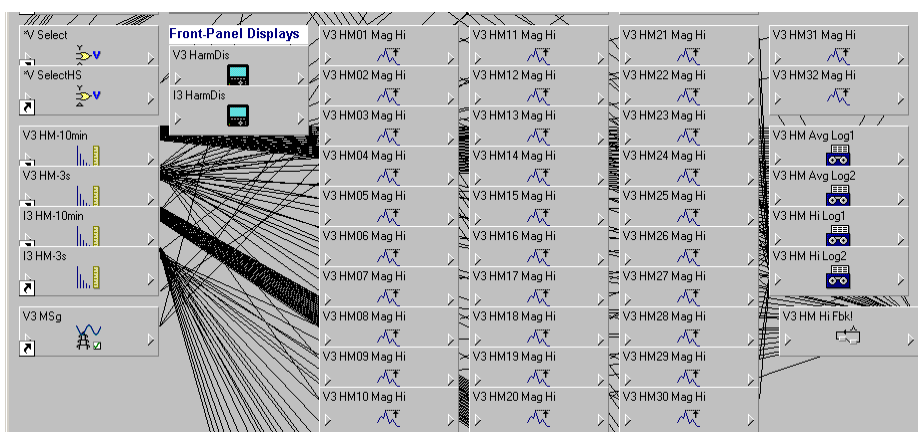 *V Select
*V SelectHS
V3 HM-10min
V3 HM-3s
I3 HM-10min
I3 HM-3s
V3 MSg
Front-Panel Displays
V3 HarmDis
I3 HarmDis
V3 HM01 Mag Hi
V3 HM02 Mag Hi
V3 HM03 Mag Hi
V3 HM04 Mag Hi
V3 HM05 Mag Hi
V3 HM06 Mag Hi
V3 HM07 Mag Hi
V3 HM08 Mag Hi
V3 HM09 Mag Hi
V3 HM10 Mag Hi
V3 HM11 Mag Hi
V3 HM12 Mag Hi
V3 HM13 Mag Hi
V3 HM14 Mag Hi
V3 HM15 Mag Hi
V3 HM16 Mag Hi
V3 HM17 Mag Hi
V3 HM18 Mag Hi
V3 HM19 Mag Hi
V3 HM20 Mag Hi
V3 HM21 Mag Hi
V3 HM22 Mag Hi
V3 HM23 Mag Hi
V3 HM24 Mag Hi
V3 HM25 Mag Hi
V3 HM26 Mag Hi
V3 HM27 Mag Hi
V3 HM28 Mag Hi
V3 HM29 Mag Hi
V3 HM30 Mag Hi
V3 HM31 Mag Hi
V3 HM32 Mag Hi
V3 HM Avg Log1
V3 HM Avg Log2
V3 HM Hi Log1
V3 HM Hi Log2
V3 HM Hi Fbk!